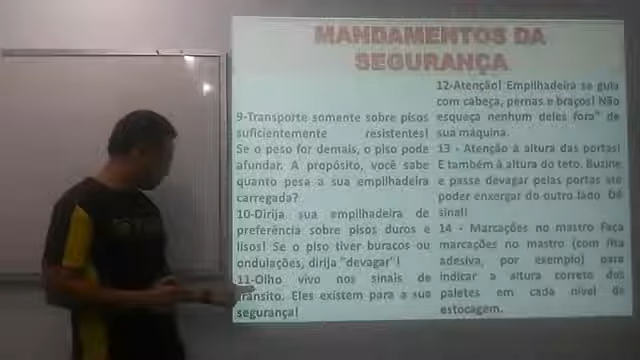 MANDAMENTOS DA
SEGURANÇA
9-Transporte somente sobre pisos
suficientemente resistentes!
Se o peso for demais, o piso pode
afundar. A propósito, você sabe
quanto pesa a sua empilhadeira
carregada?
10-Dirija sua empilhadeira de
preferência sobre pisos duros e
lisos! Se o piso tiver buracos ou
ondulações, dirija "devagar"!
11-Olho vivo nos sinais de
trânsito. Eles existem para a sua
segurança!
12-Atenção! Empilhadeira se guia
com cabeça, pernas e braços! Não
esqueça nenhum deles fora" de
sua máquina.
13 - Atenção à altura das portas!
E também à altura do teto. Buzine
e passe devagar pelas portas até
poder enxergar do outro lado Dê
sinal!
14 - Marcações no mastro Faça
marcações no mastro (com fita
adesiva, por exemplo) para
indicar a altura correta dos
paletes em cada nível de
estocagem.